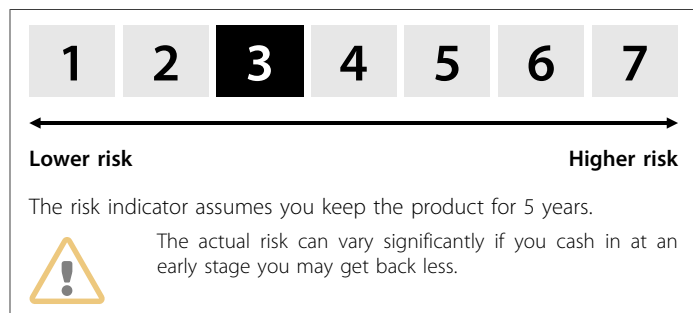 1 2 3 4 5 6 7
Lower risk Higher risk
The risk indicator assumes you keep the product for 5 years.
The actual risk can vary significantly if you cash in at an
early stage you may get back less.